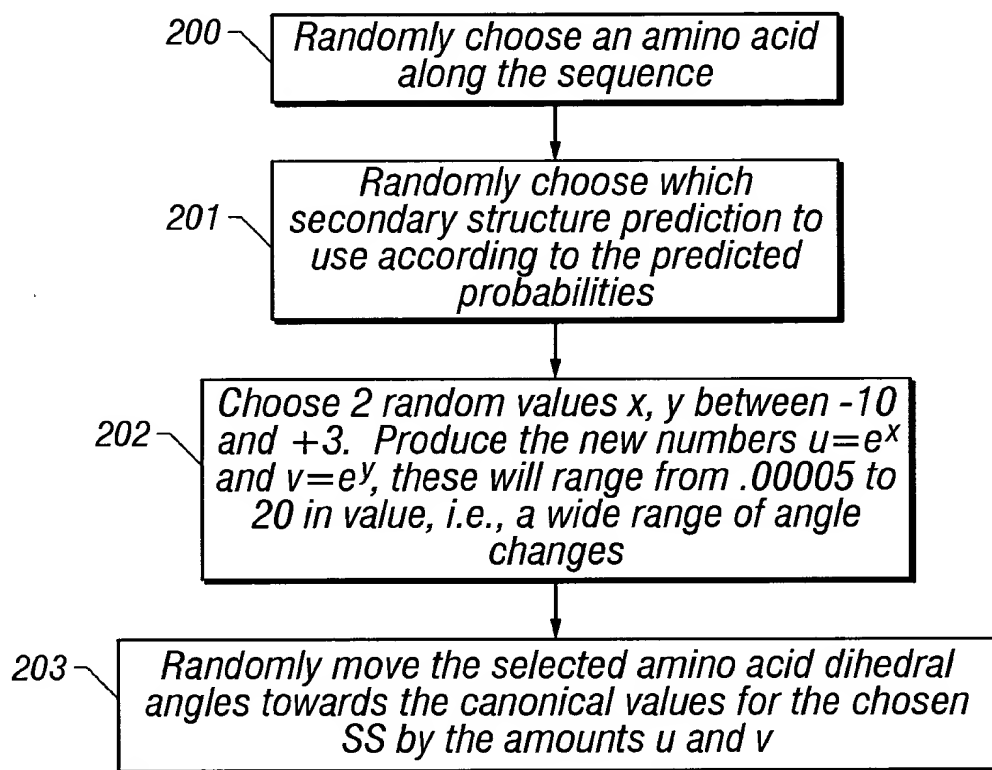 200
Randomly choose an amino acid
along the sequence
201
Randomly choose which
secondary structure prediction to
use according to the predicted
probabilities
202
Choose 2 random values x, y between -10
and +3. Produce the new numbers u=e^x
and v=e^y, these will range from .00005 to
20 in value, i.e., a wide range of angle
changes
203
Randomly move the selected amino acid dihedral
angles towards the canonical values for the chosen
SS by the amounts u and v